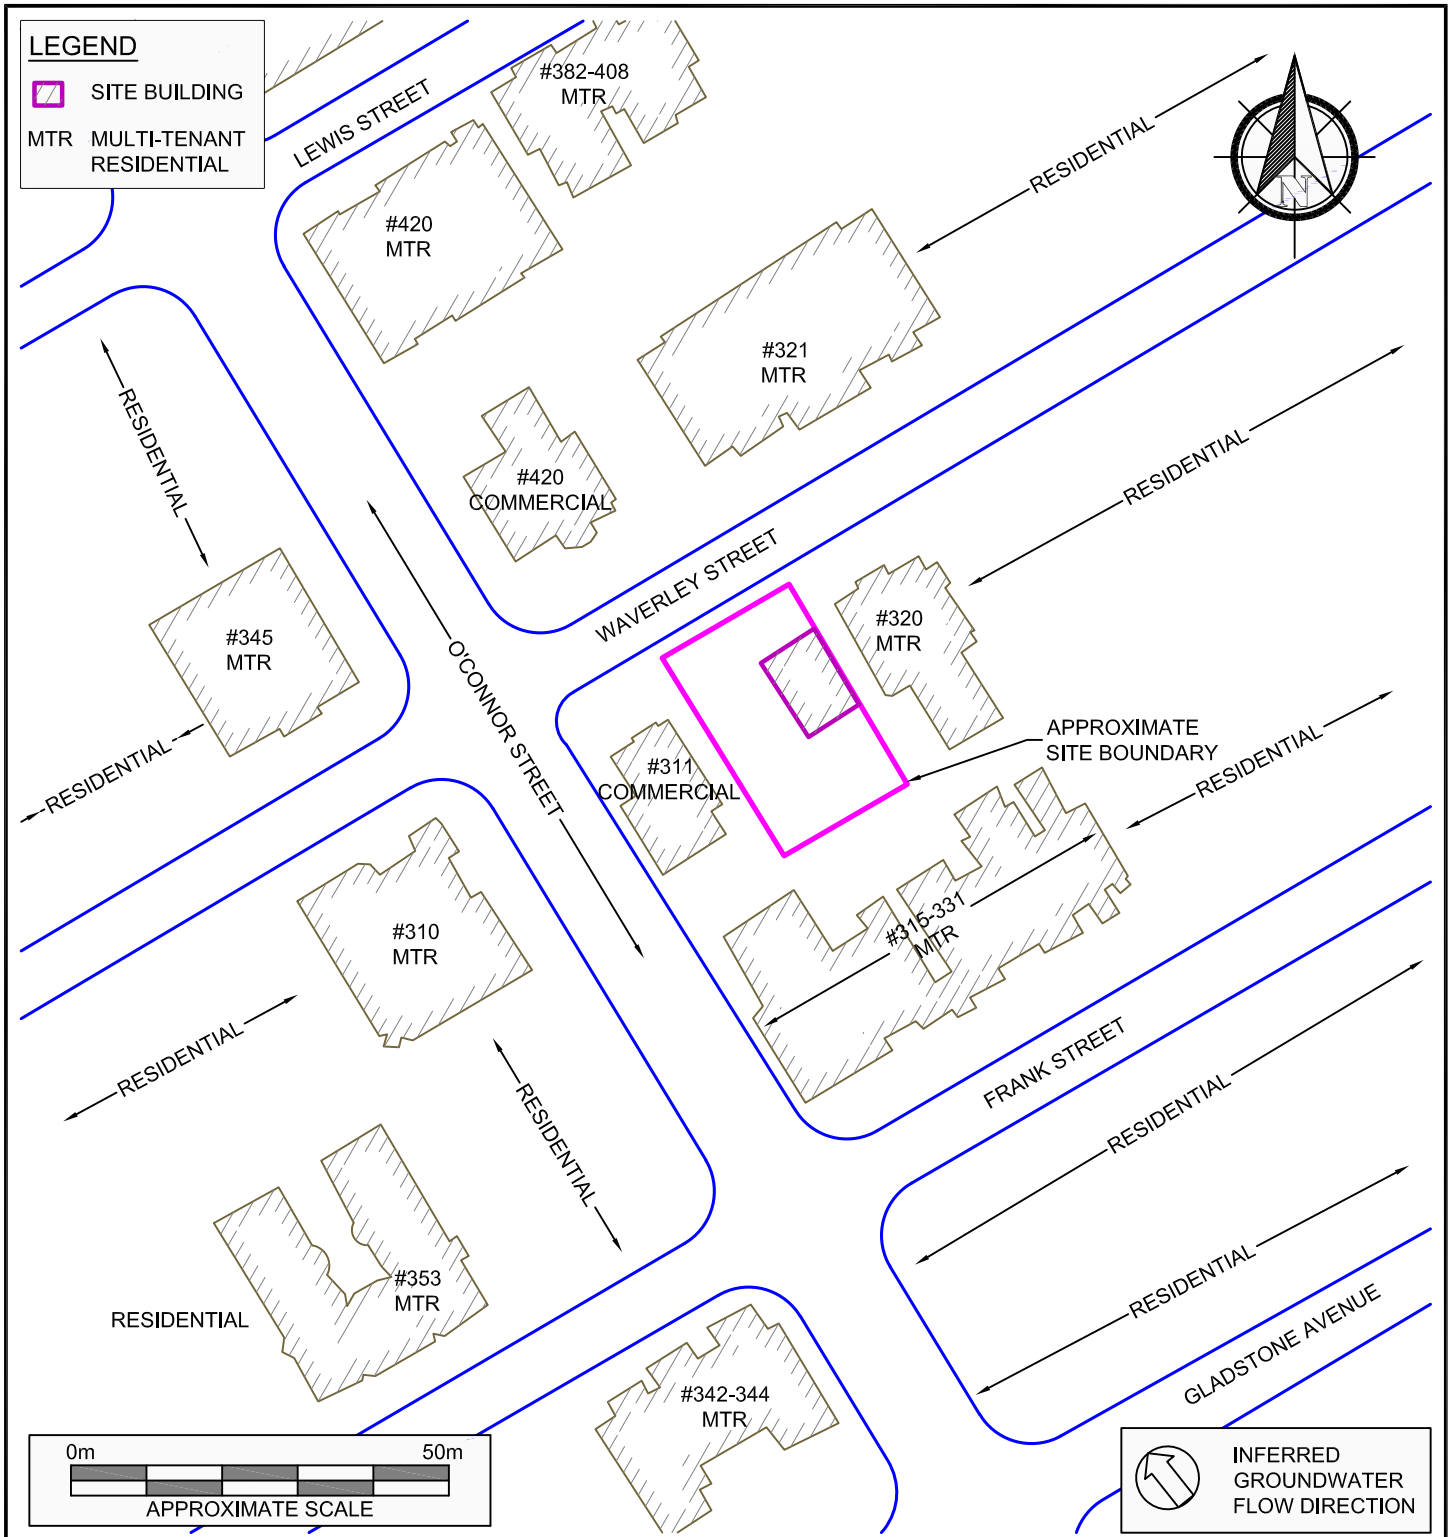 LEGEND
SITE BUILDING
MTR MULTI-TENANT
RESIDENTIAL
LEWIS STREET
#382-408
MTR
RESIDENTIAL
N
#420
MTR
#321
MTR
RESIDENTIAL
RESIDENTIAL
#420
COMMERCIAL
WAVERLEY STREET
#345
MTR
#320
MTR
O'CONNOR STREET
RESIDENTIAL
#311
COMMERCIAL
APPROXIMATE
SITE BOUNDARY
RESIDENTIAL
#310
MTR
#315-331
MTR
RESIDENTIAL
FRANK STREET
RESIDENTIAL
RESIDENTIAL
RESIDENTIAL
#353
MTR
RESIDENTIAL
RESIDENTIAL
GLADSTONE AVENUE
#342-344
MTR
0m 50m
APPROXIMATE SCALE
INFERRED
GROUNDWATER
FLOW DIRECTION